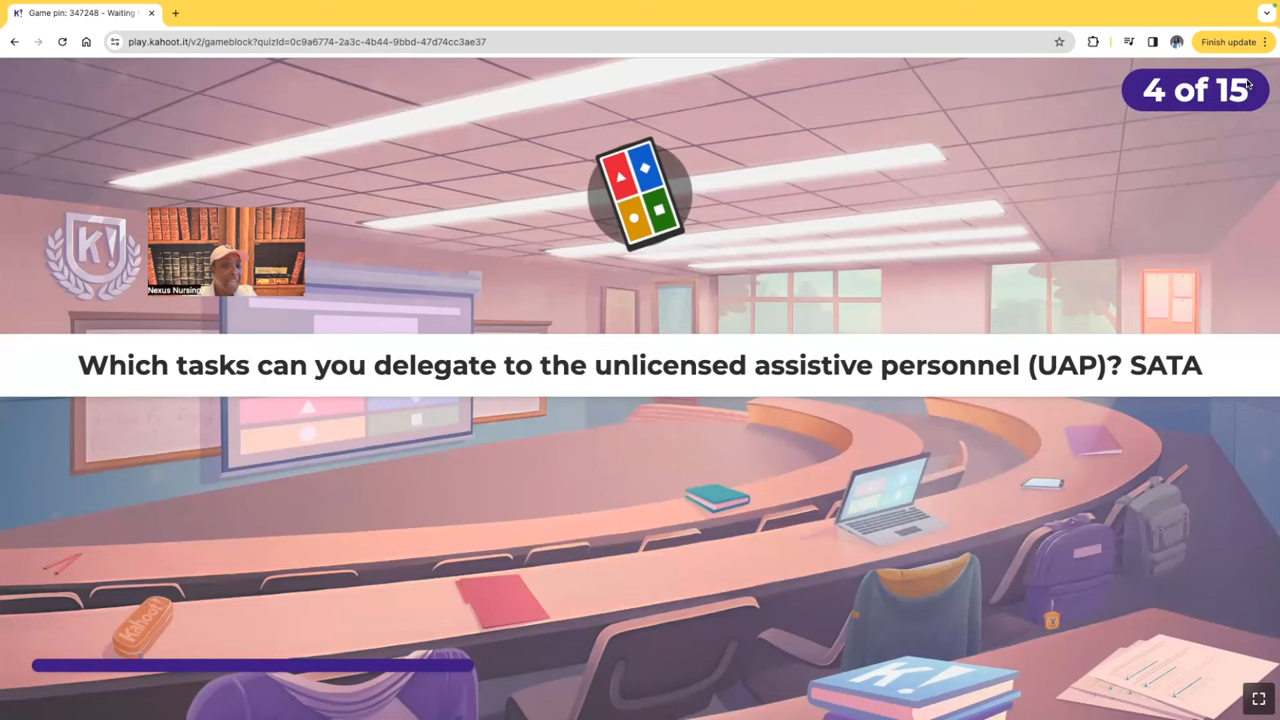 Game pin: 347248 - Waiting
play.kahoot.it/v2/gameblock?quizId=0c9a6774-2a3c-4b44-9bbd-47d74cc3ae37
Finish update
4 of 15
K!
Nexus Nursing
Which tasks can you delegate to the unlicensed assistive personnel (UAP)? SATA
Kahoot!
K!